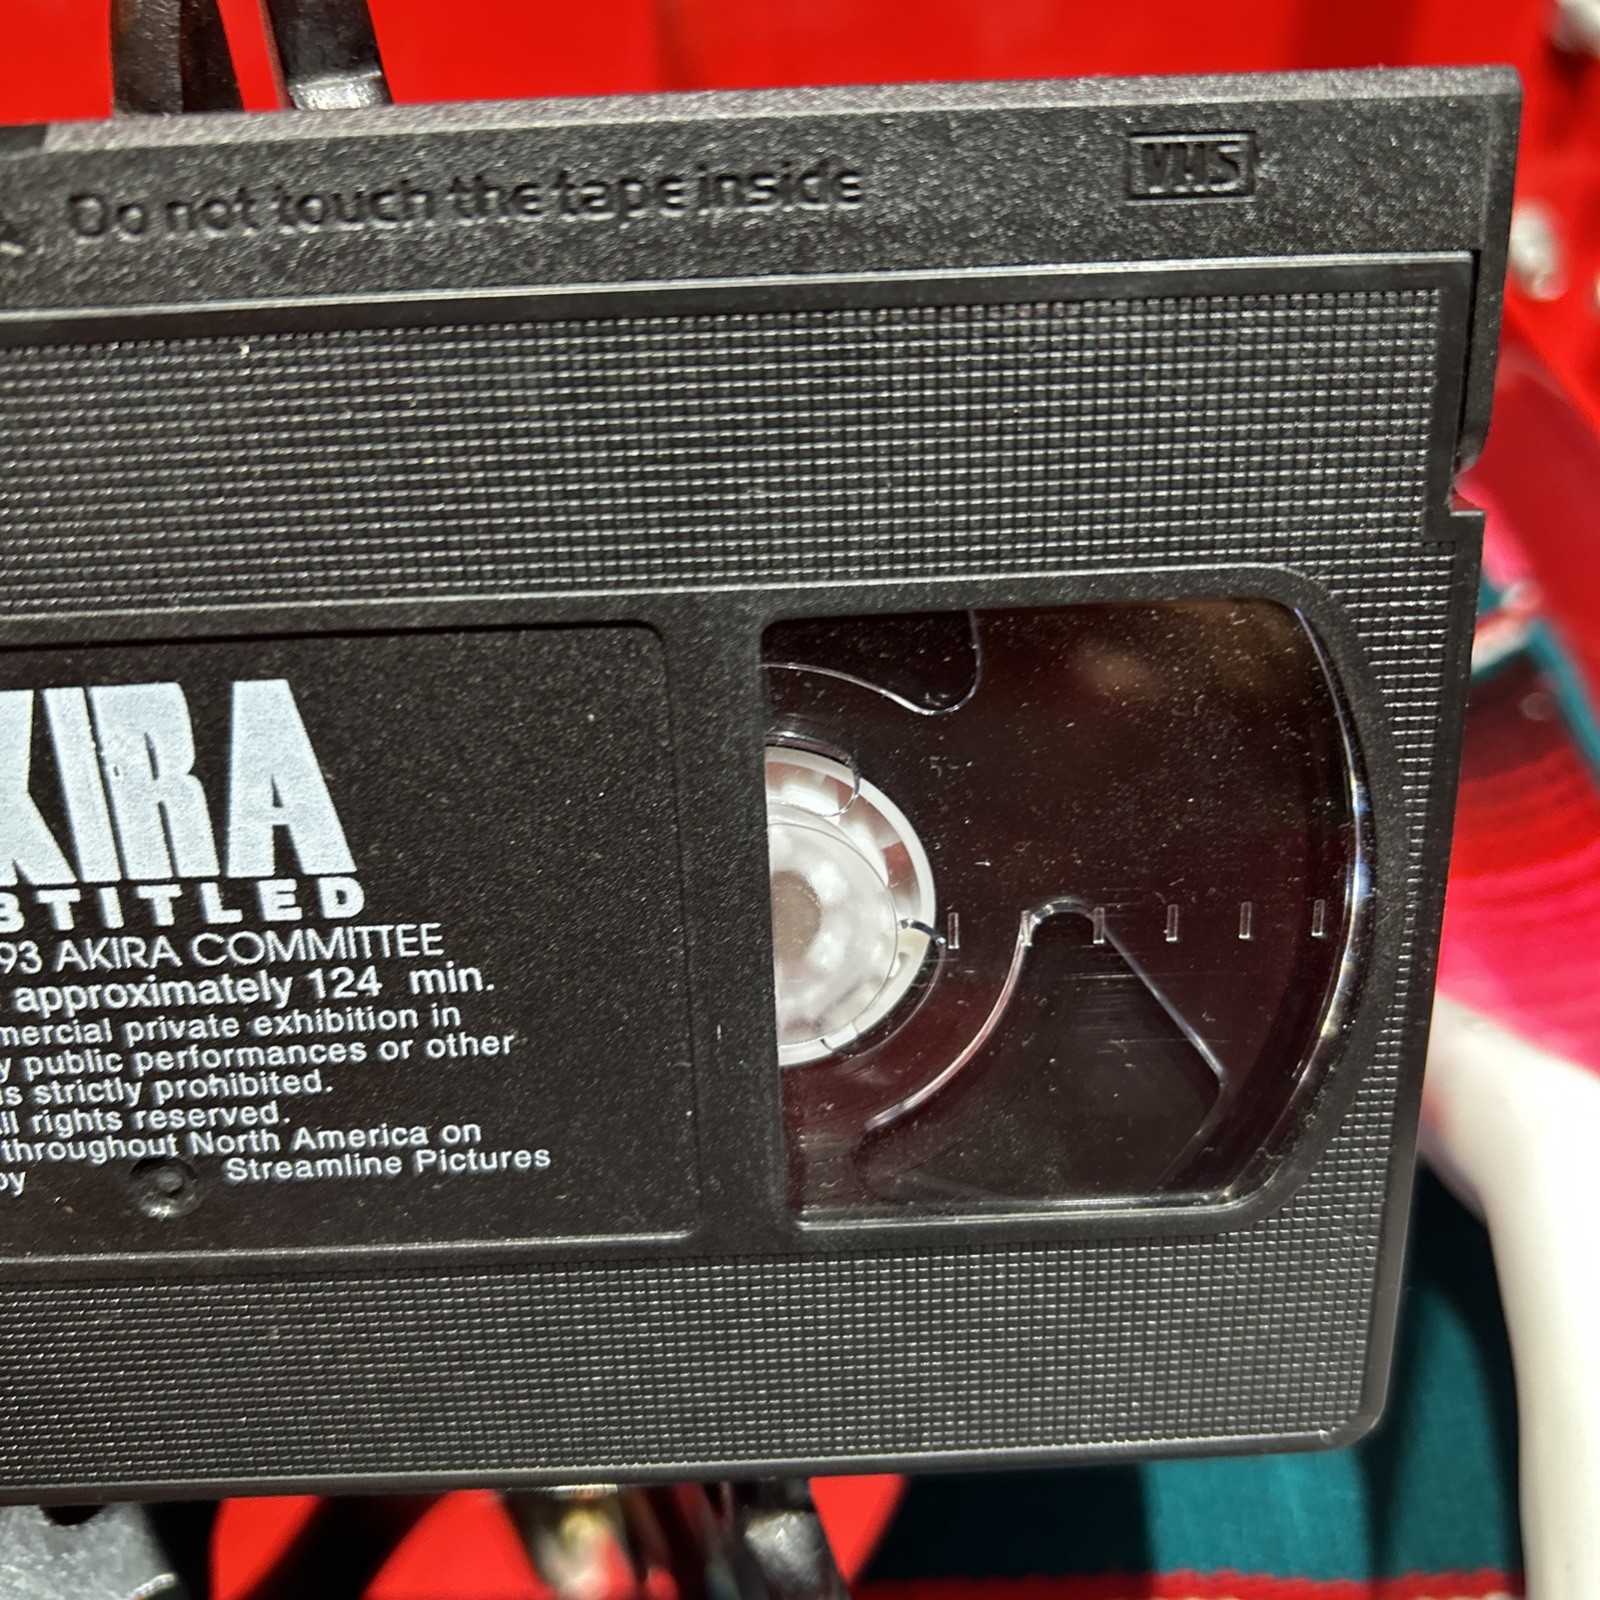 Do not touch the tape inside
VHS
KIRA
BTITLED
93 AKIRA COMMITTEE
approximately 124 min.
mercial private exhibition in
y public performances or other
is strictly prohibited.
ll rights reserved.
throughout North America on
by Streamline Pictures